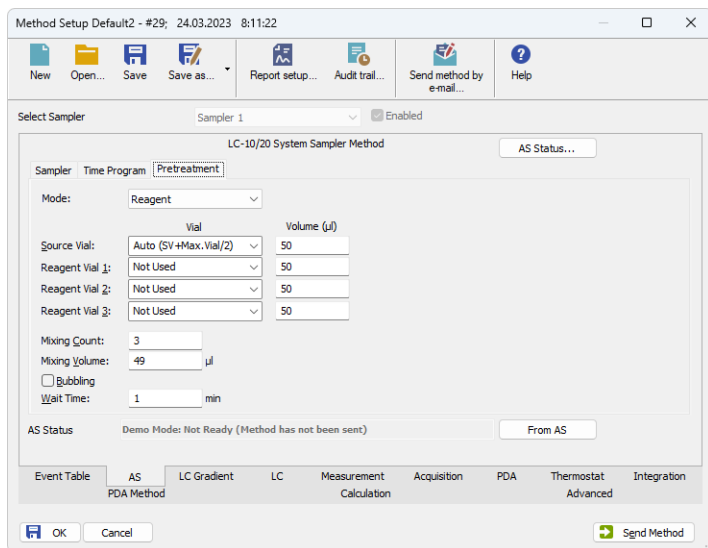 Method Setup Default2 - #29; 24.03.2023 8:11:22
New Open... Save Save as... Report setup... Audit trail... Send method by e-mail... Help
Select Sampler Sampler 1 Enabled
LC-10/20 System Sampler Method AS Status...
Sampler Time Program Pretreatment
Mode: Reagent
Vial Volume (µl)
Source Vial: Auto (SV+Max.Vial/2) 50
Reagent Vial 1: Not Used 50
Reagent Vial 2: Not Used 50
Reagent Vial 3: Not Used 50
Mixing Count: 3
Mixing Volume: 49 µl
Bubbling
Wait Time: 1 min
AS Status Demo Mode: Not Ready (Method has not been sent) From AS
Event Table AS LC Gradient LC Measurement Acquisition PDA Thermostat Integration
PDA Method Calculation Advanced
OK Cancel Send Method